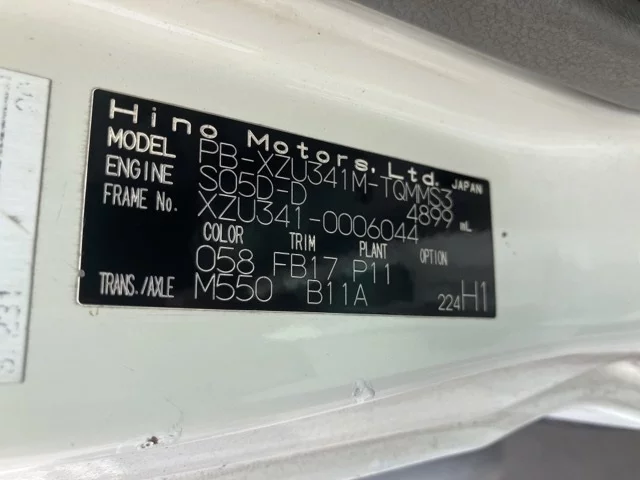 Hino Motors, Ltd. JAPAN
MODEL PB-XZU341M-TQMMS3
ENGINE S05D-D 4899 mL
FRAME No. XZU341-0006044
COLOR TRIM PLANT OPTION
058 FB17 P11
TRANS./AXLE M550 B11A 224H1